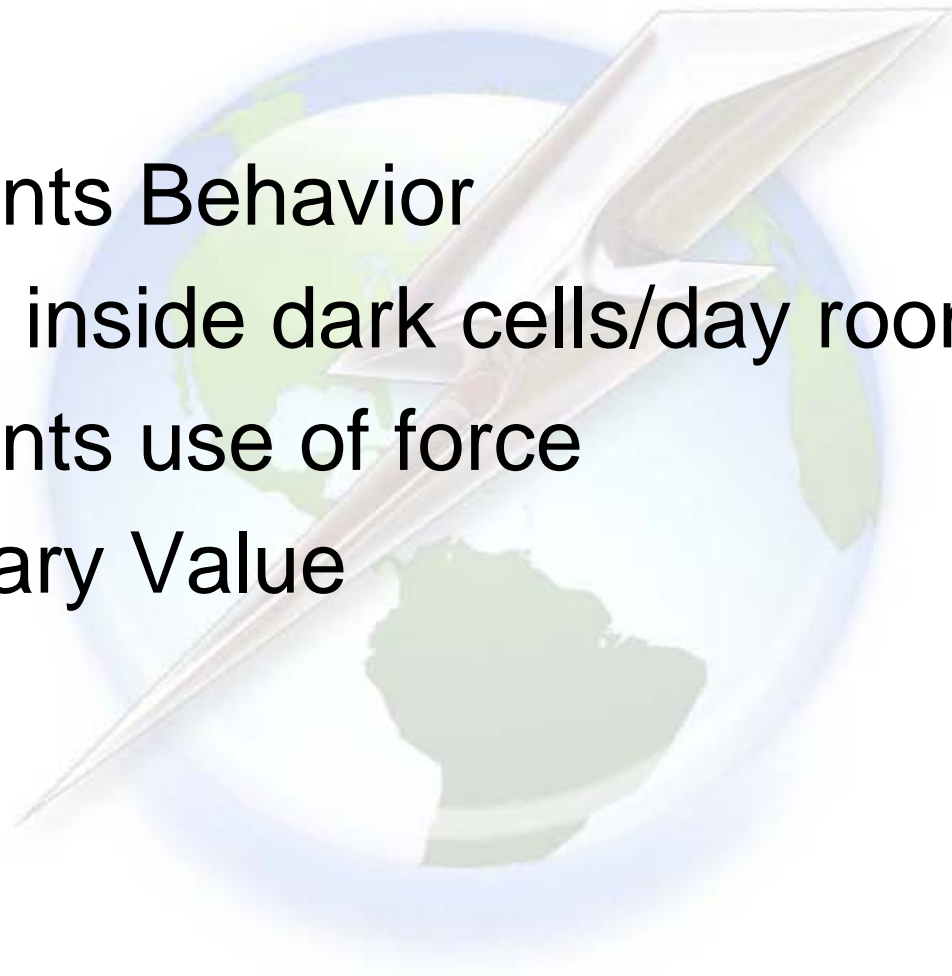 nts Behavior
inside dark cells/day roor
nts use of force
ary Value